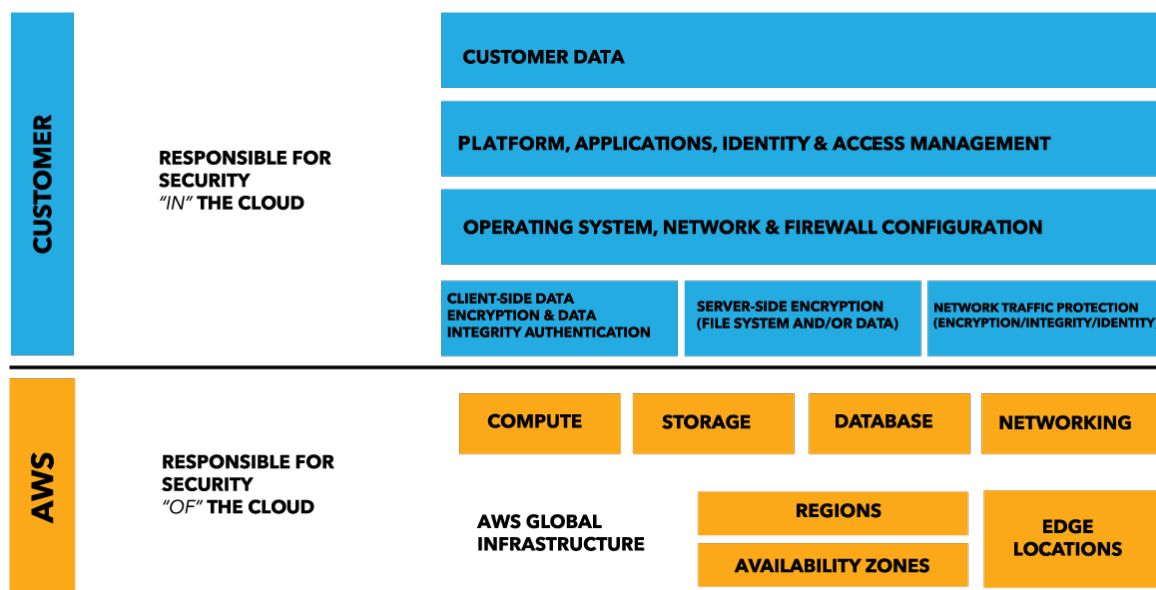 CUSTOMER
RESPONSIBLE FOR
SECURITY
“IN” THE CLOUD
CUSTOMER DATA
PLATFORM, APPLICATIONS, IDENTITY & ACCESS MANAGEMENT
OPERATING SYSTEM, NETWORK & FIREWALL CONFIGURATION
CLIENT-SIDE DATA
ENCRYPTION & DATA
INTEGRITY AUTHENTICATION
SERVER-SIDE ENCRYPTION
(FILE SYSTEM AND/OR DATA)
NETWORK TRAFFIC PROTECTION
(ENCRYPTION/INTEGRITY/IDENTITY)
AWS
RESPONSIBLE FOR
SECURITY
“OF” THE CLOUD
COMPUTE
STORAGE
DATABASE
NETWORKING
AWS GLOBAL
INFRASTRUCTURE
REGIONS
AVAILABILITY ZONES
EDGE
LOCATIONS